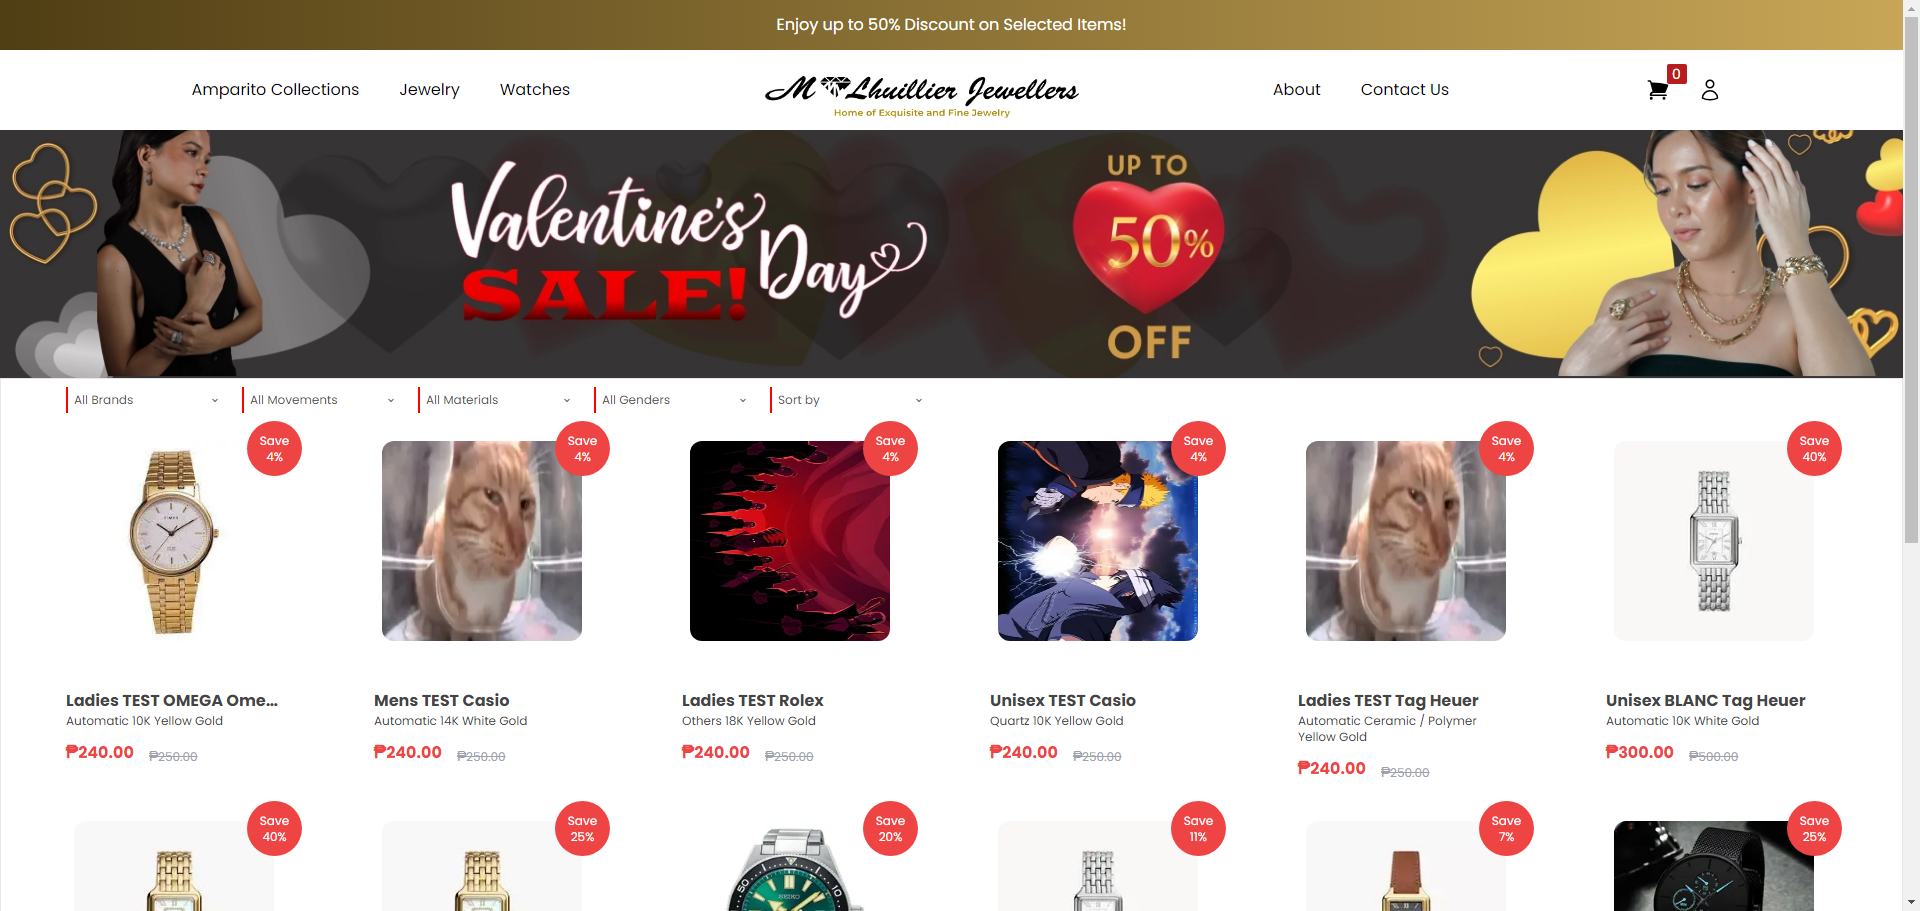 Enjoy up to 50% Discount on Selected Items!
Amparito Collections
Jewelry
Watches
M Lhuillier Jewellers
Home of Exquisite and Fine Jewelry
About
Contact Us
0
Valentine's
Day
SALE!
UP TO
50%
OFF
All Brands
All Movements
All Materials
All Genders
Sort by
Save
4%
Save
4%
Save
4%
Save
4%
Save
4%
Save
40%
Ladies TEST OMEGA Ome...
Automatic 10K Yellow Gold
₱240.00 ₱250.00
Mens TEST Casio
Automatic 14K White Gold
₱240.00 ₱250.00
Ladies TEST Rolex
Others 18K Yellow Gold
₱240.00 ₱250.00
Unisex TEST Casio
Quartz 10K Yellow Gold
₱240.00 ₱250.00
Ladies TEST Tag Heuer
Automatic Ceramic / Polymer
Yellow Gold
₱240.00 ₱250.00
Unisex BLANC Tag Heuer
Automatic 10K White Gold
₱300.00 ₱500.00
Save
40%
Save
25%
Save
20%
50
10
SEIKO
Save
11%
Save
7%
Save
25%